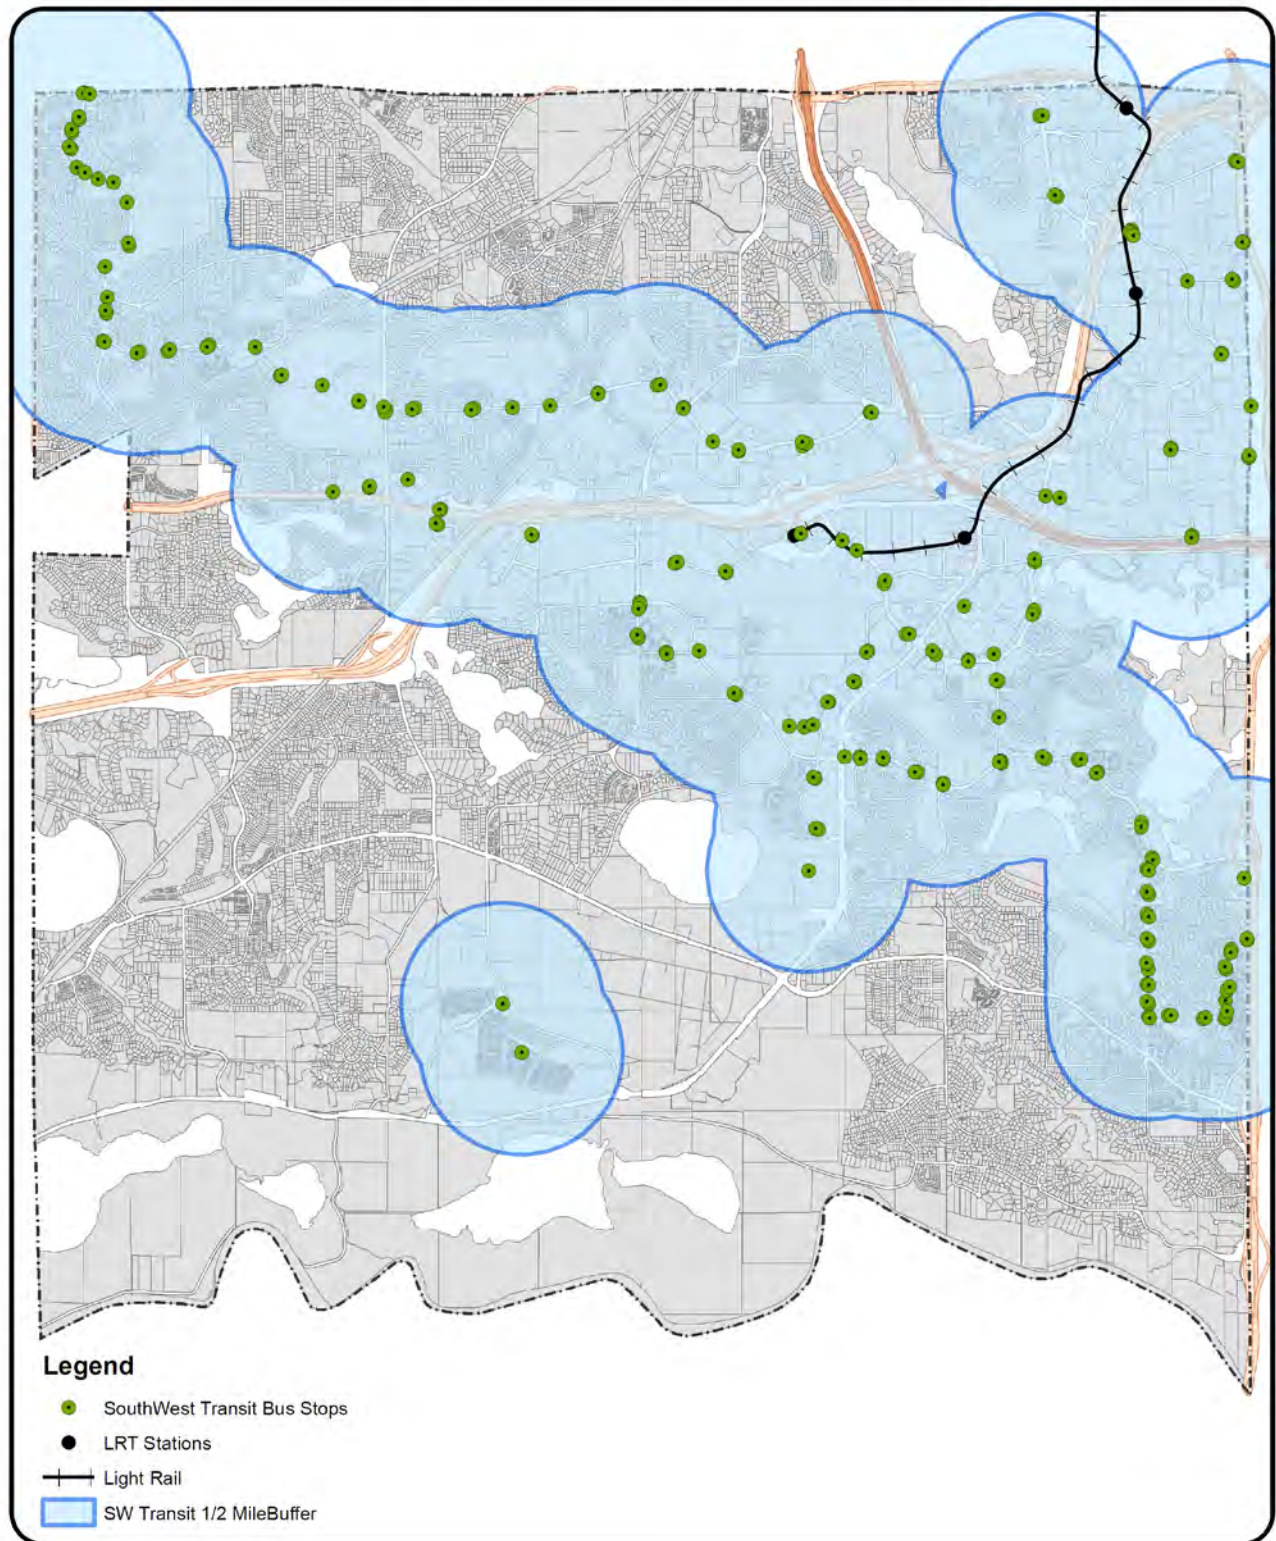 Legend
SouthWest Transit Bus Stops
LRT Stations
Light Rail
SW Transit 1/2 MileBuffer